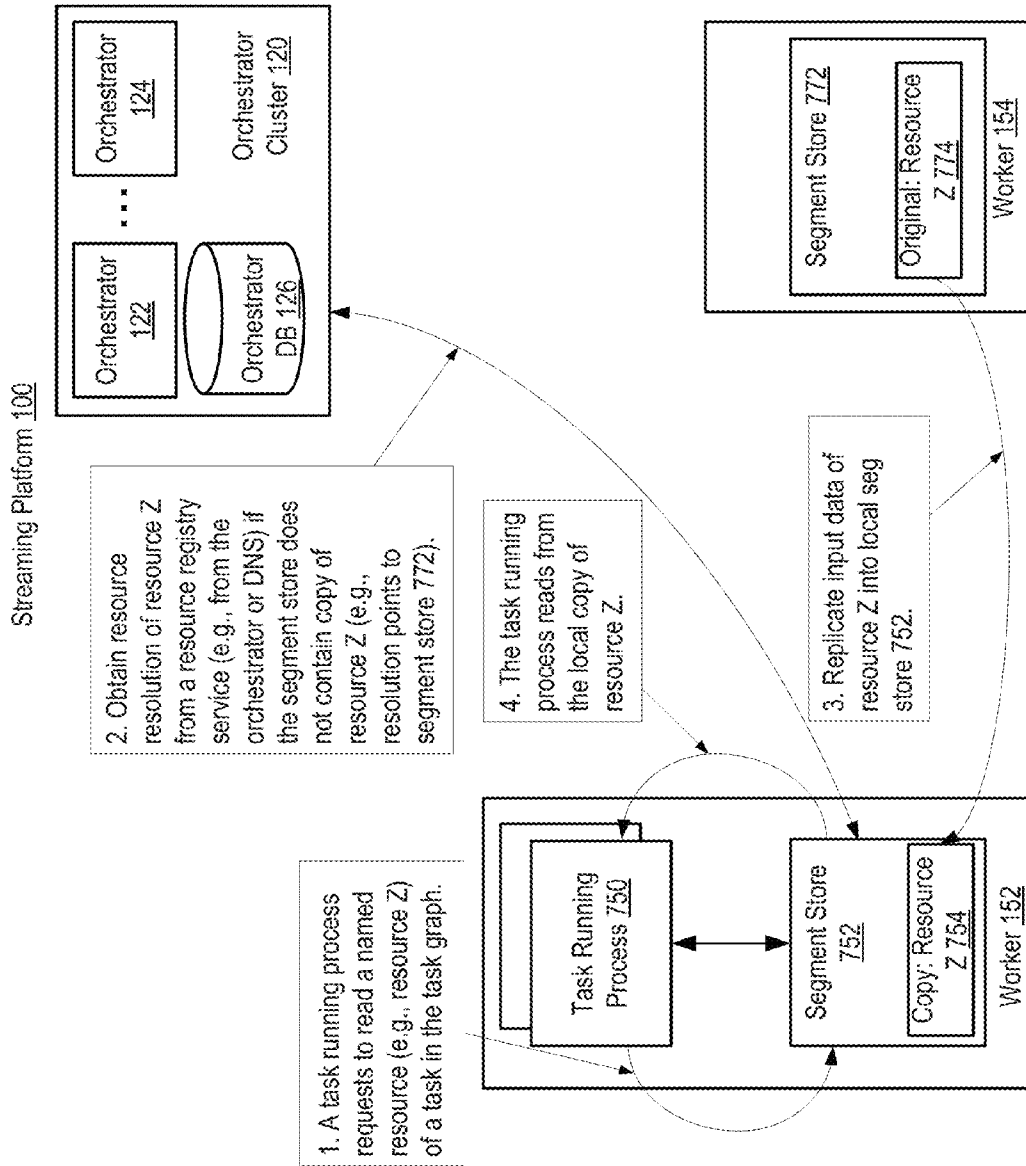 Streaming Platform 100
1. A task running process
requests to read a named
resource (e.g., resource Z)
of a task in the task graph.
2. Obtain resource
resolution of resource Z
from a resource registry
service (e.g., from the
orchestrator or DNS) if
the segment store does
not contain copy of
resource Z (e.g.,
resolution points to
segment store 772).
Orchestrator
122
...
Orchestrator
124
Orchestrator
DB 126
Orchestrator
Cluster 120
4. The task running
process reads from
the local copy of
resource Z.
Task Running
Process 750
Segment Store
752
Copy: Resource
Z 754
Worker 152
3. Replicate input data of
resource Z into local seg
store 752.
Segment Store 772
Original: Resource
Z 774
Worker 154